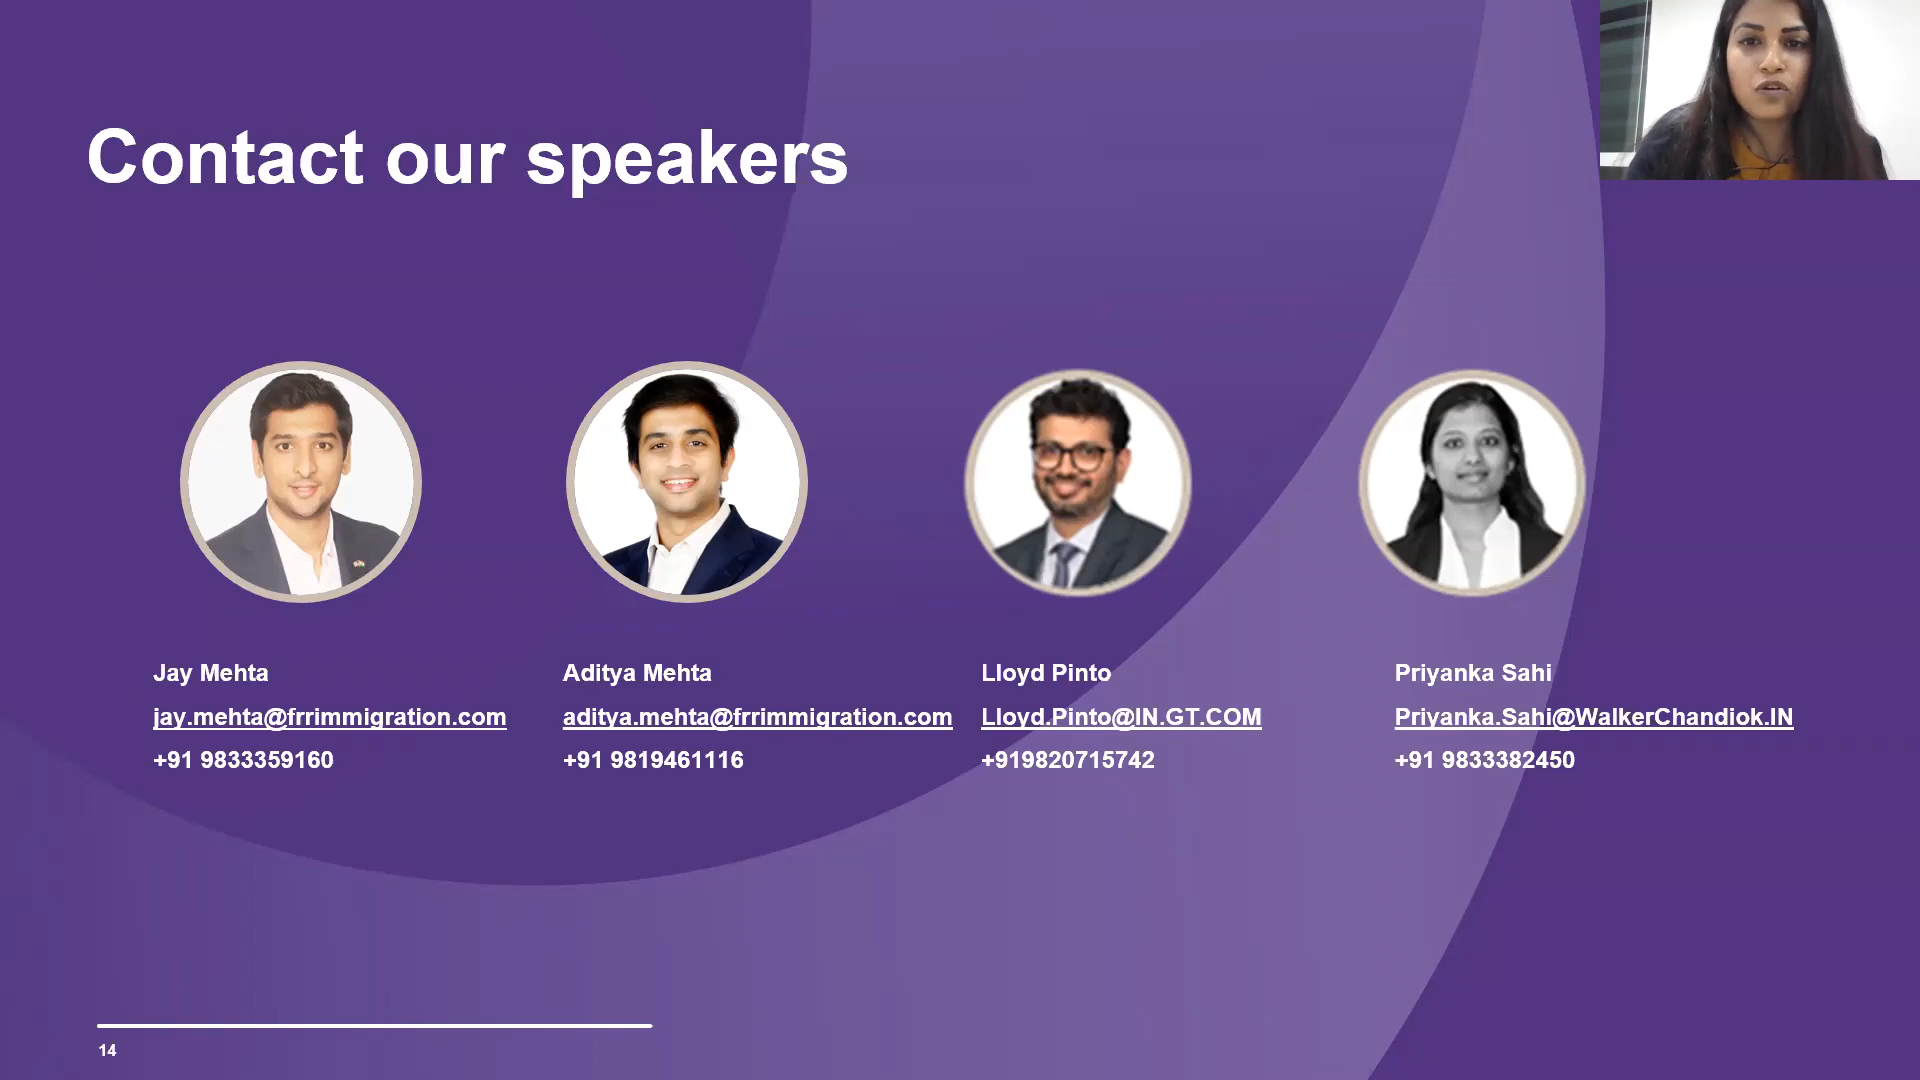 Contact our speakers
Jay Mehta
jay.mehta@frrimmigration.com
+91 9833359160
Aditya Mehta
aditya.mehta@frrimmigration.com
+91 9819461116
Lloyd Pinto
Lloyd.Pinto@IN.GT.COM
+919820715742
Priyanka Sahi
Priyanka.Sahi@WalkerChandiok.IN
+91 9833382450
14